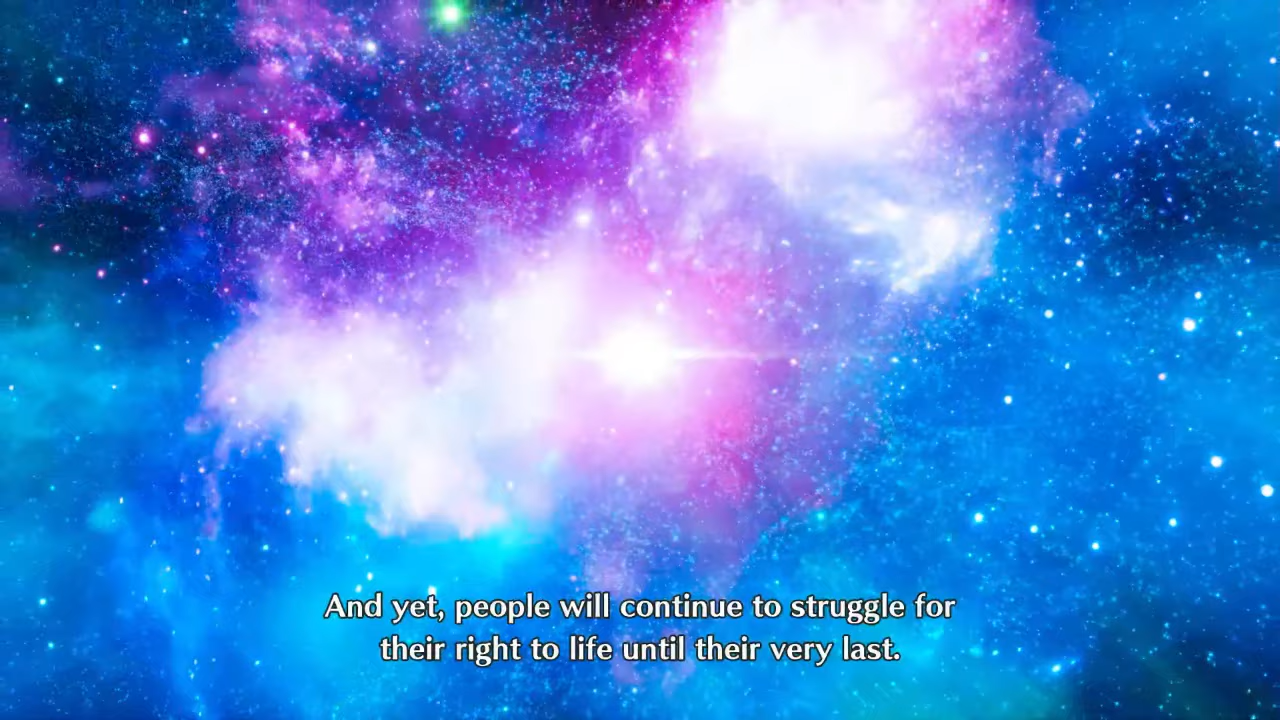 And yet, people will continue to struggle for
their right to life until their very last.